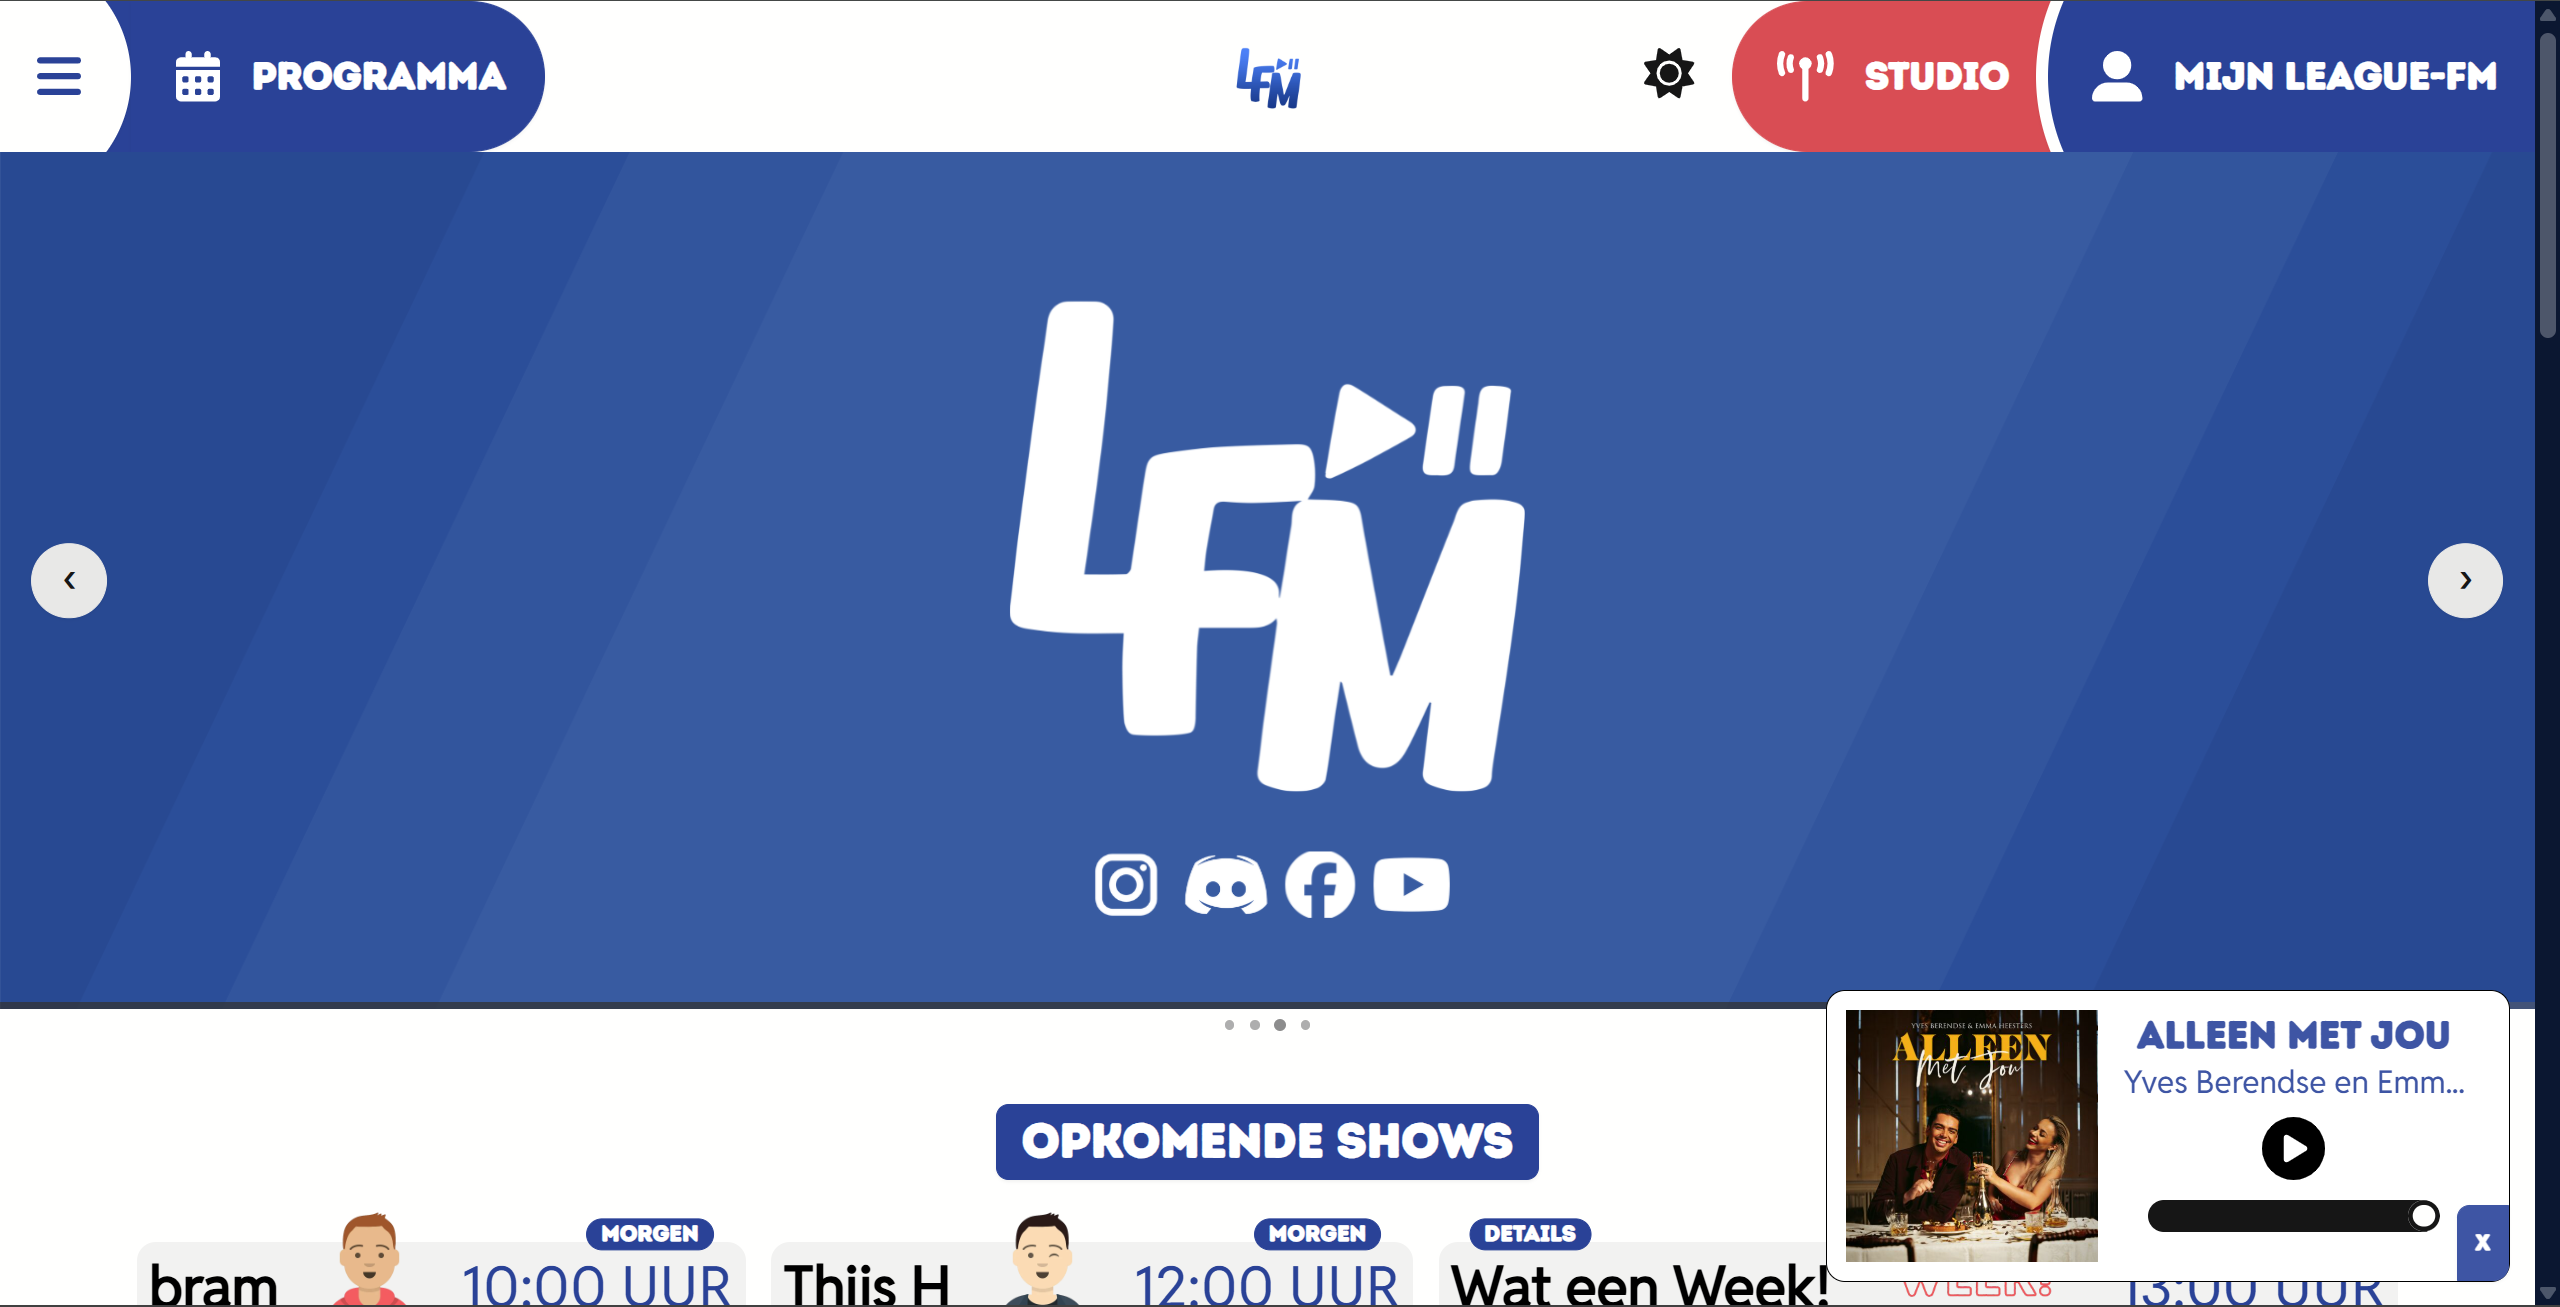 PROGRAMMA
LFM
STUDIO
MIJN LEAGUE-FM
LFM
YVES BERENDSE & EMMA HEESTERS
ALLEEN
Met Jou
ALLEEN MET JOU
Yves Berendse en Emm...
x
OPKOMENDE SHOWS
MORGEN
bram
10:00 UUR
MORGEN
Thijs H
12:00 UUR
DETAILS
Wat een Week!
13:00 UUR